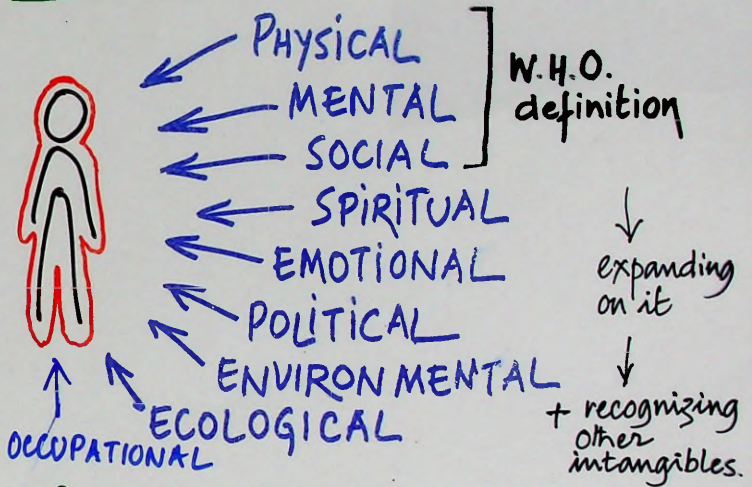 PHYSICAL
MENTAL
SOCIAL
W.H.O.
definition
SPIRITUAL
EMOTIONAL
POLITICAL
ENVIRONMENTAL
ECOLOGICAL
OCCUPATIONAL
expanding
on it
+ recognizing
other
intangibles.